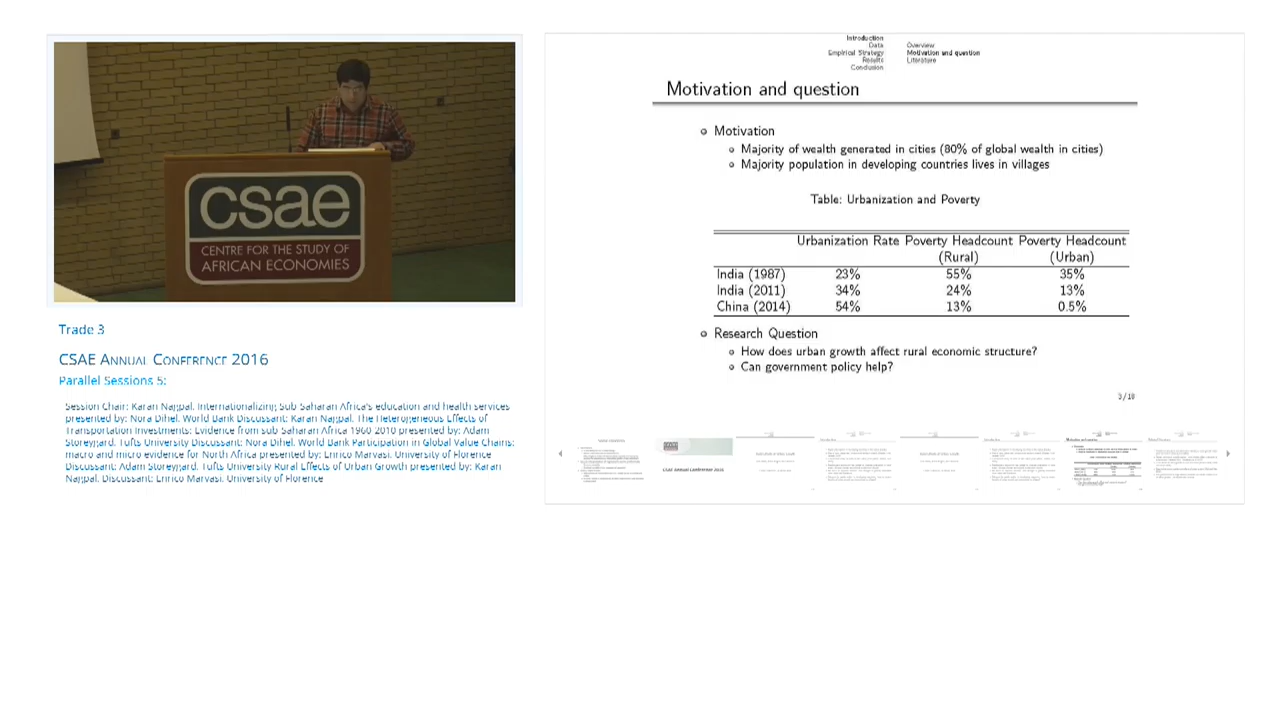 csae
CENTRE FOR THE STUDY OF
AFRICAN ECONOMIES
Trade 3
CSAE ANNUAL CONFERENCE 2016
Parallel Sessions 5:
Session Chair: Karan Nagpal. Internationalizing Sub Saharan Africa's education and health services
presented by: Nora Dihel. World Bank Discussant: Karan Nagpal. The Heterogeneous Effects of
Transportation Investments: Evidence from sub Saharan Africa 1960 2010 presented by: Adam
Storeygard. Tufts University Discussant: Nora Dihel. World Bank Participation in Global Value Chains:
macro and micro evidence for North Africa presented by: Enrico Marvasi. University of Florence
Discussant: Adam Storeygard. Tufts University Rural Effects of Urban Growth presented by: Karan
Nagpal. Discussant: Enrico Marvasi. University of Florence
Introduction
Data
Empirical Strategy
Results
Conclusion
Overview
Motivation and question
Literature
Motivation and question
Motivation
Majority of wealth generated in cities (80% of global wealth in cities)
Majority population in developing countries lives in villages
Table: Urbanization and Poverty
Urbanization Rate Poverty Headcount Poverty Headcount
(Rural) (Urban)
India (1987) 23% 55% 35%
India (2011) 34% 24% 13%
China (2014) 54% 13% 0.5%
Research Question
How does urban growth affect rural economic structure?
Can government policy help?
CSAE ANNUAL CONFERENCE 2016